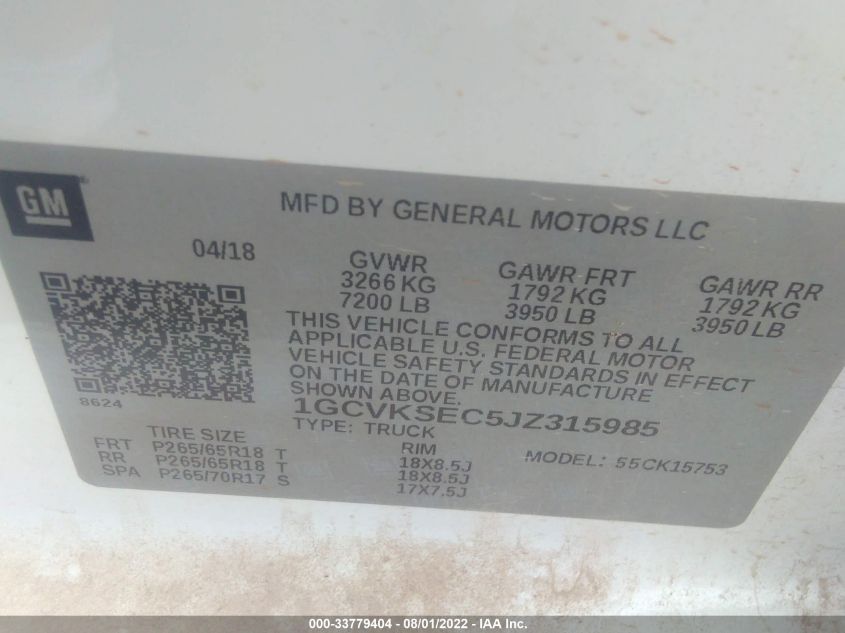 GM
MFD BY GENERAL MOTORS LLC
04/18
GVWR
3266 KG
7200 LB
GAWR FRT
1792 KG
3950 LB
GAWR RR
1792 KG
3950 LB
THIS VEHICLE CONFORMS TO ALL
APPLICABLE U.S. FEDERAL MOTOR
VEHICLE SAFETY STANDARDS IN EFFECT
ON THE DATE OF MANUFACTURE
SHOWN ABOVE.
8624
1GCVKSEC5JZ315985
TYPE: TRUCK
MODEL: 55CK15753
TIRE SIZE RIM
FRT P265/65R18 T 18X8.5J
RR P265/65R18 T 18X8.5J
SPA P265/70R17 S 17X7.5J
000-33779404 - 08/01/2022 - IAA Inc.